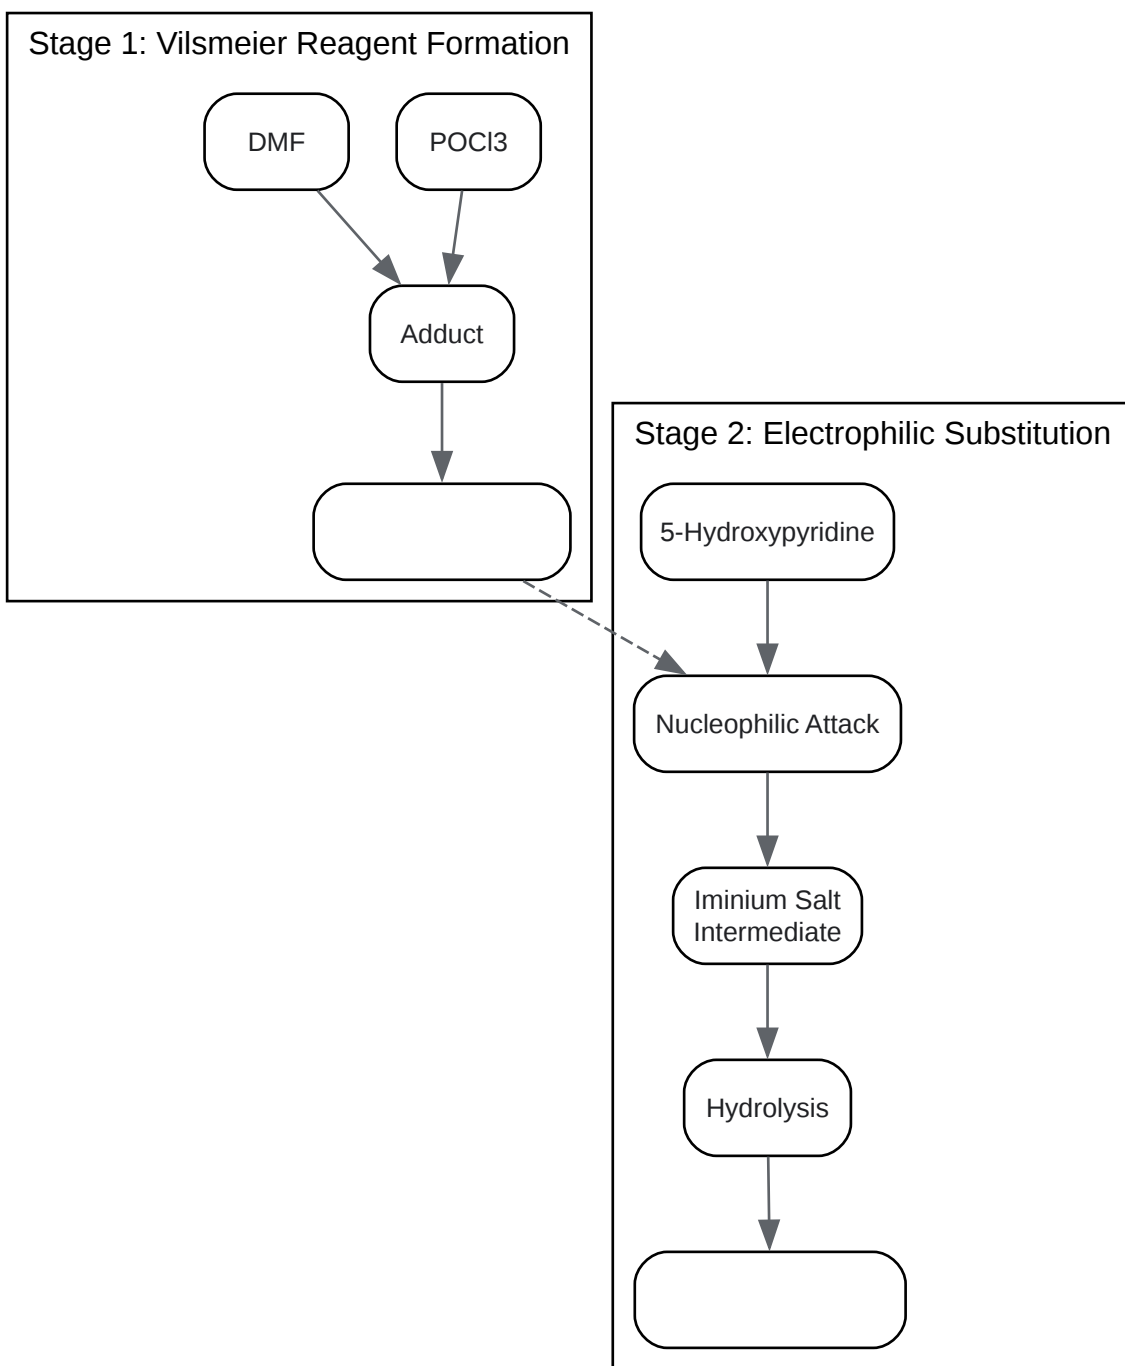 Stage 1: Vilsmeier Reagent Formation
DMF
POCl3
Adduct
Stage 2: Electrophilic Substitution
5-Hydroxypyridine
Nucleophilic Attack
Iminium Salt
Intermediate
Hydrolysis